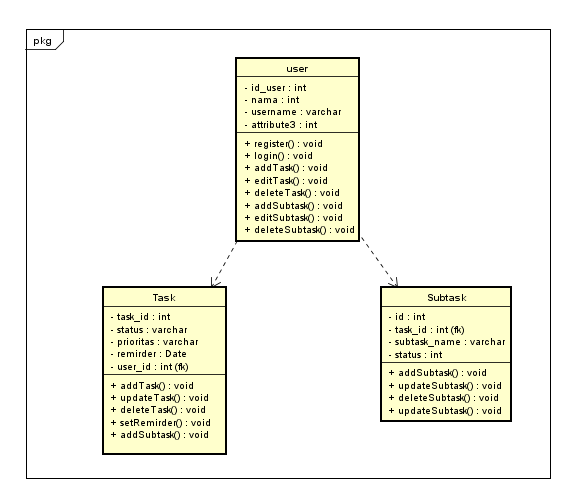 pkg
user
- id_user : int
- nama : int
- username : varchar
- attribute3 : int
+ register() : void
+ login() : void
+ addTask() : void
+ editTask() : void
+ deleteTask() : void
+ addSubtask() : void
+ editSubtask() : void
+ deleteSubtask() : void
Task
- task_id : int
- status : varchar
- prioritas : varchar
- remirder : Date
- user_id : int (fk)
+ addTask() : void
+ updateTask() : void
+ deleteTask() : void
+ setRemirder() : void
+ addSubtask() : void
Subtask
- id : int
- task_id : int (fk)
- subtask_name : varchar
- status : int
+ addSubtask() : void
+ updateSubtask() : void
+ deleteSubtask() : void
+ updateSubtask() : void